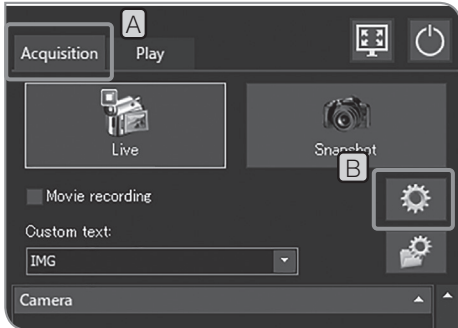 A
Acquisition Play
Live Snapshot
B
Movie recording
Custom text:
IMG
Camera